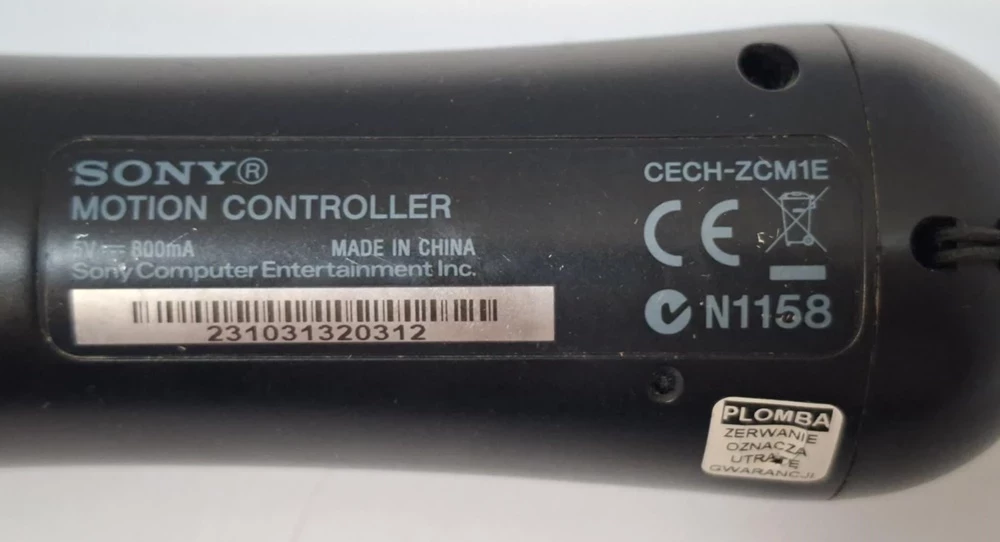 SONY®
MOTION CONTROLLER
5V ⎓ 800mA
MADE IN CHINA
Sony Computer Entertainment Inc.
231031320312
CECH-ZCM1E
CE
N1158
PLOMBA
ZERWANIE
OZNACZA
UTRATĘ
GWARANCJI